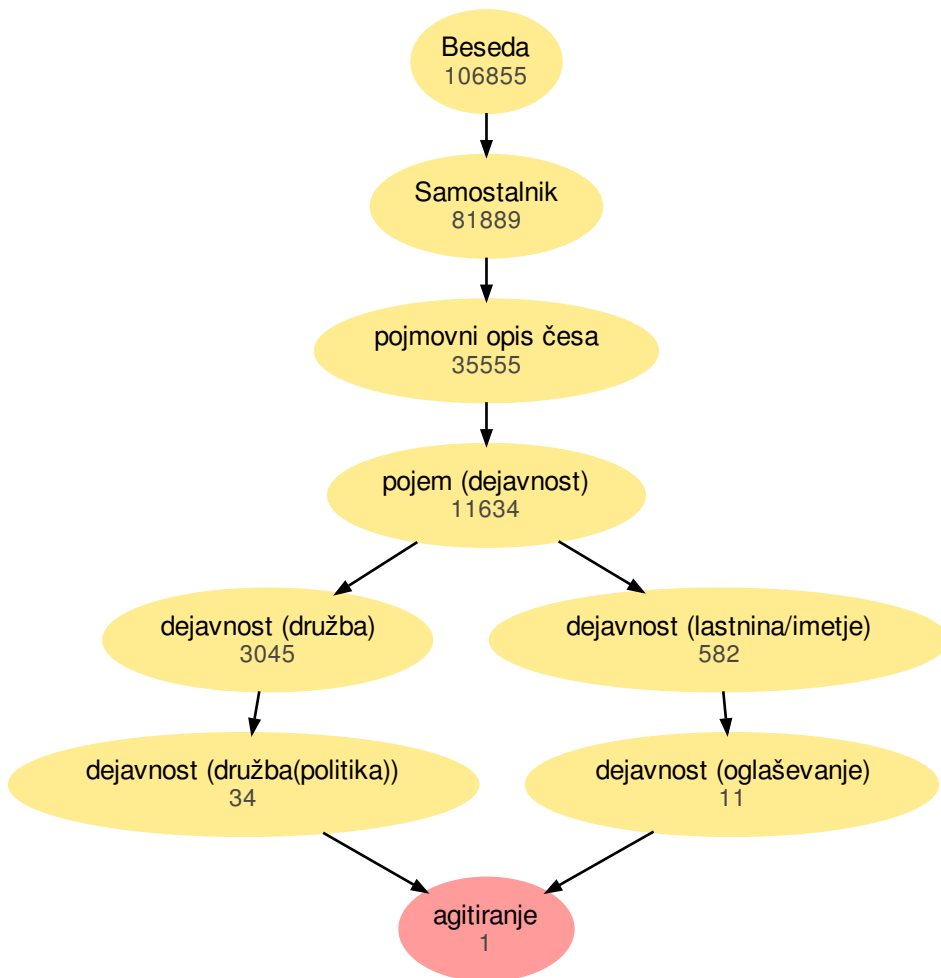 Beseda
106855
Samostalnik
81889
pojmovni opis česa
35555
pojem (dejavnost)
11634
dejavnost (družba)
3045
dejavnost (lastnina/imetje)
582
dejavnost (družba(politika))
34
dejavnost (oglaševanje)
11
agitiranje
1